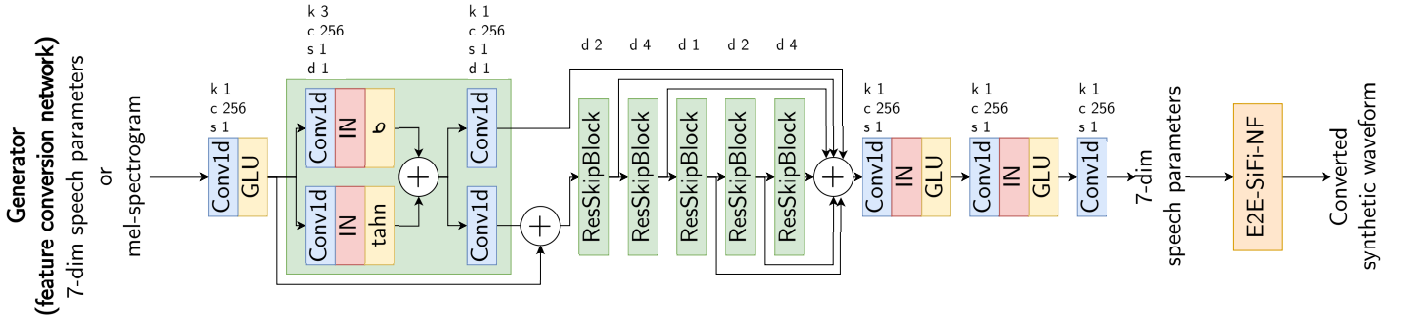 Generator
(feature conversion network)
7-dim speech parameters
or
mel-spectrogram
k 1
c 256
s 1
Conv1d
GLU
k 3
c 256
s 1
d 1
Conv1d
IN
σ
Conv1d
IN
tahn
+
k 1
c 256
s 1
d 1
Conv1d
Conv1d
+
d 2
ResSkipBlock
d 4
ResSkipBlock
d 1
ResSkipBlock
d 2
ResSkipBlock
d 4
ResSkipBlock
+
k 1
c 256
s 1
Conv1d
IN
GLU
k 1
c 256
s 1
Conv1d
IN
GLU
k 1
c 256
s 1
Conv1d
7-dim
speech parameters
E2E-SiFi-NF
Converted
synthetic waveform